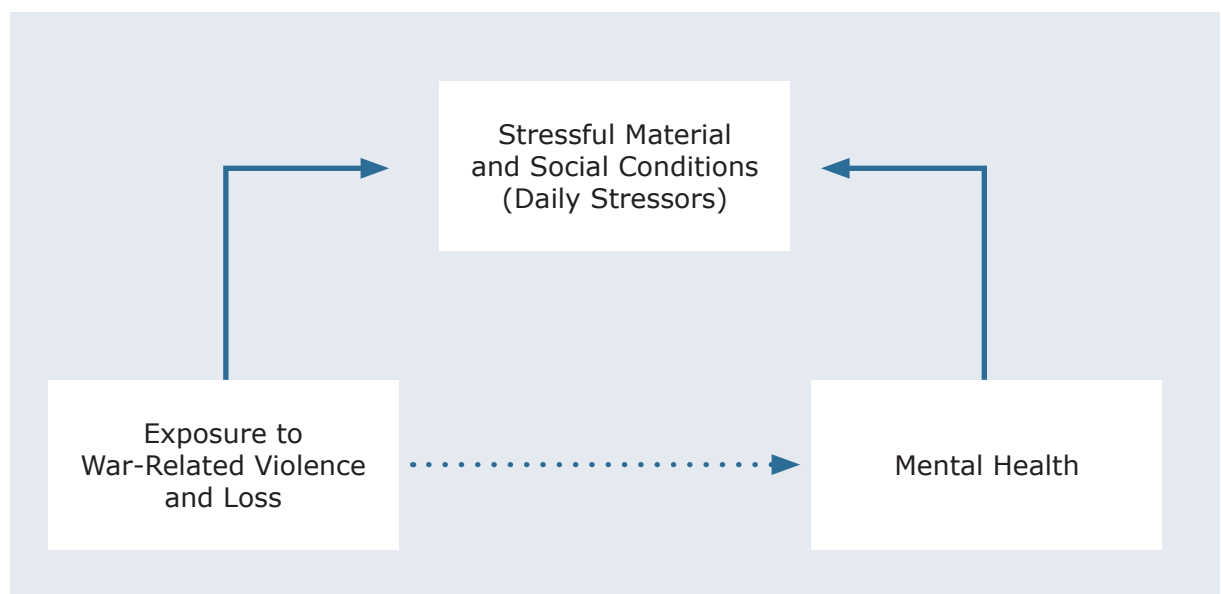 Stressful Material
and Social Conditions
(Daily Stressors)
Exposure to
War-Related Violence
and Loss
Mental Health